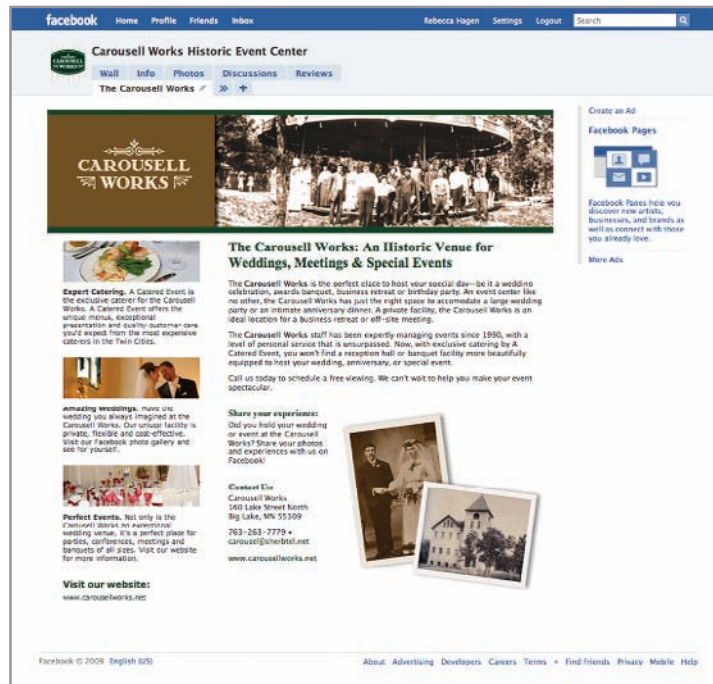 facebook Home Profile Friends Inbox Rebecca Hagen Settings Logout Search
CAROUSELL
WORKS
Carousell Works Historic Event Center
Wall Info Photos Discussions Reviews
The Carousell Works » +
CAROUSELL
WORKS
Expert Catering. A Catered Event is
the exclusive caterer for the Carousell
Works. A Catered Event offers the
unique menus, exceptional
presentation and quality customer care
you'd expect from the most expensive
caterers in the Twin Cities.
Amazing Weddings. Have the
wedding you always imagined at the
Carousell Works. Our unique facility is
private, flexible and cost-effective.
Visit our Facebook photo gallery and
see for yourself.
Perfect Events. Not only is the
Carousell Works an exceptional
wedding venue, it's a perfect place for
parties, conferences, meetings and
banquets of all sizes. Visit our website
for more information.
Visit our website:
www.carousellworks.net
The Carousell Works: An Historic Venue for
Weddings, Meetings & Special Events
The Carousell Works is the perfect place to host your special day—be it a wedding
celebration, awards banquet, business retreat or birthday party. An event center like
no other, the Carousell Works has just the right space to accomodate a large wedding
party or an intimate anniversary dinner. A private facility, the Carousell Works is an
ideal location for a business retreat or off-site meeting.
The Carousell Works staff has been expertly managing events since 1990, with a
level of personal service that is unsurpassed. Now, with exclusive catering by A
Catered Event, you won't find a reception hall or banquet facility more beautifully
equipped to host your wedding, anniversary, or special event.
Call us today to schedule a free viewing. We can't wait to help you make your event
spectacular.
Share your experience:
Did you hold your wedding
or event at the Carousell
Works? Share your photos
and experiences with us on
Facebook!
Contact Us:
Carousell Works
160 Lake Street North
Big Lake, MN 55309
763-263-7779 •
carousel@sherbtel.net
www.carousellworks.net
Create an Ad
Facebook Pages
Facebook Pages help you
discover new artists,
businesses, and brands as
well as connect with those
you already love.
More Ads
Facebook © 2009 English (US) About Advertising Developers Careers Terms • Find Friends Privacy Mobile Help